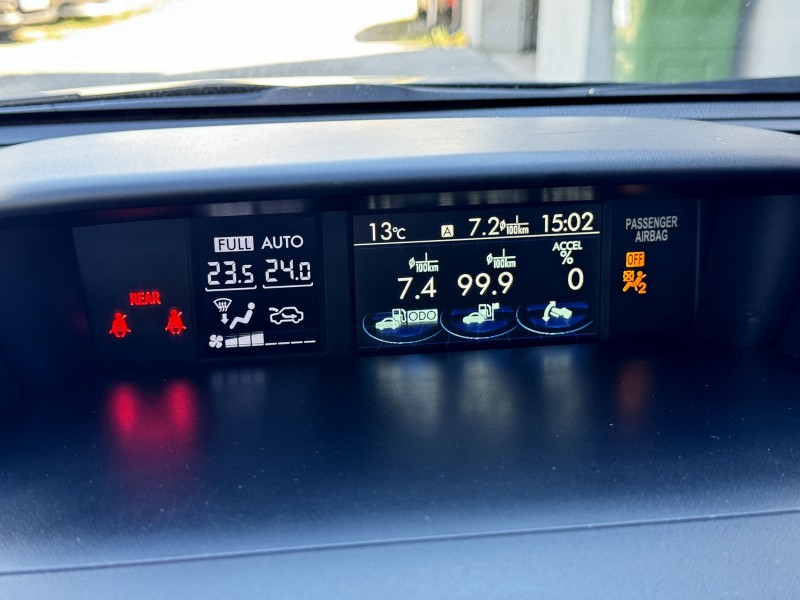 REAR
FULL AUTO
23.5 24.0
13°C A 7.2 ø l/100km 15:02
ø l/100km l/100km ACCEL %
7.4 99.9 0
ODO
PASSENGER
AIRBAG
OFF
2